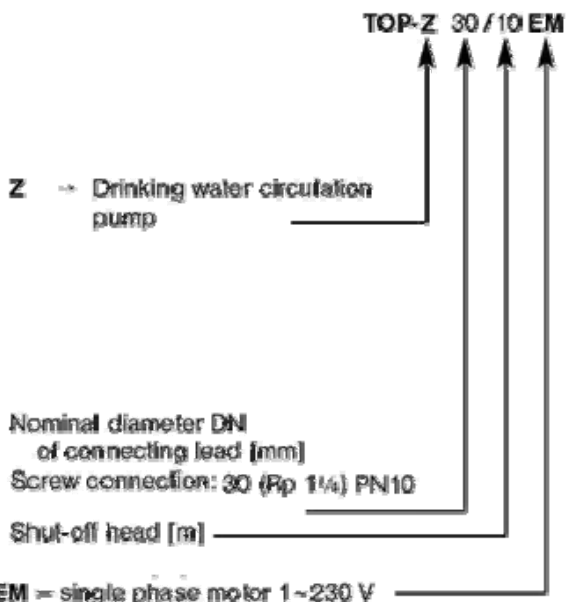 TOP-Z 30/10 EM
Z → Drinking water circulation
pump
Nominal diameter DN
of connecting lead [mm]
Screw connection: 30 (Rp 1¼) PN10
Shut-off head [m]
EM = single phase motor 1~230 V